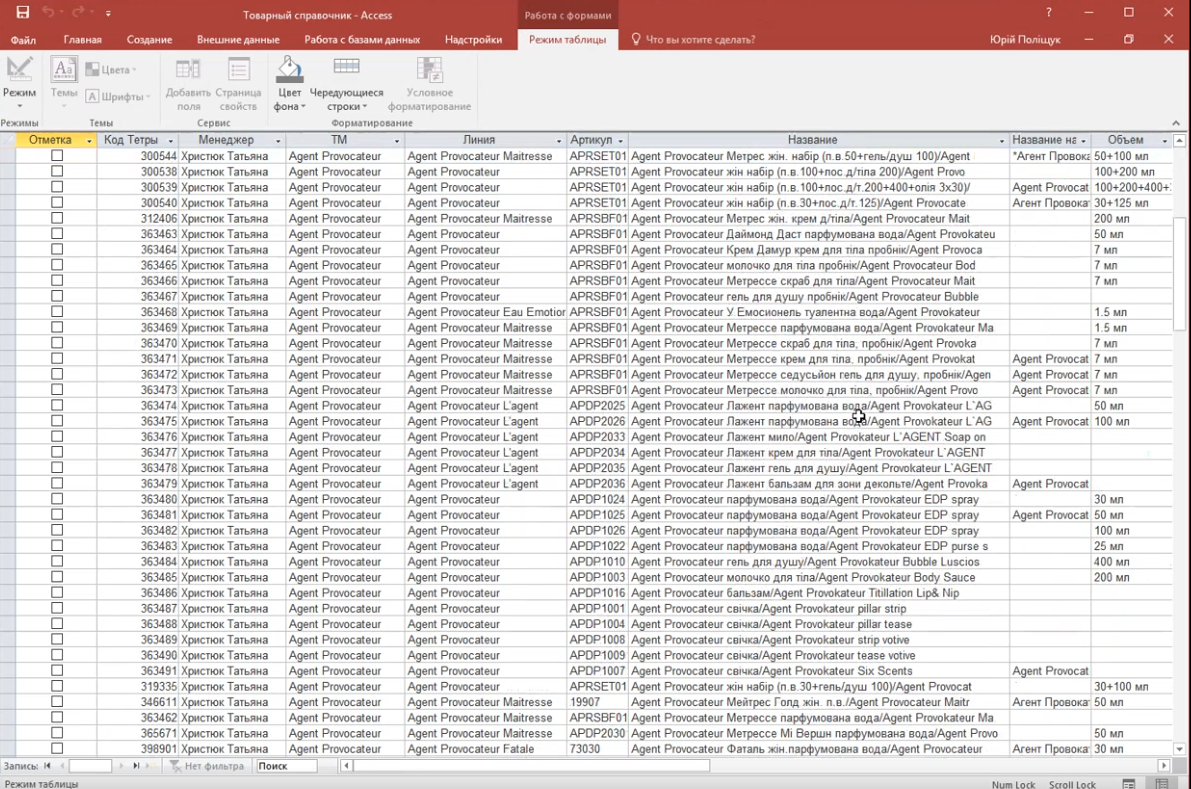 Товарный справочник - Access
Работа с формами
?
Файл Главная Создание Внешние данные Работа с базами данных Надстройки Режим таблицы Что вы хотите сделать? Юрій Поліщук
Режим
Aa
Темы
Цвета
Шрифты
Добавить поля
Страница свойств
Цвет фона
Чередующиеся строки
Условное форматирование
Режимы Темы Сервис Форматирование
Отметка Код Тетры Менеджер ТМ Линия Артикул Название Название на Объем
300544 Христюк Татьяна Agent Provocateur Agent Provocateur Maitresse APRSET01 Agent Provocateur Метрес жін. набір (п.в.50+гель/душ 100)/Agent *Агент Провока 50+100 мл
300538 Христюк Татьяна Agent Provocateur Agent Provocateur APRSET01 Agent Provocateur жін набір (п.в.100+пос.д/тіла 200)/Agent Provo 100+200 мл
300539 Христюк Татьяна Agent Provocateur Agent Provocateur APRSET01 Agent Provocateur жін набір (п.в.100+пос.д/т.200+400+олія 3х30)/ Agent Provocat 100+200+400+
300540 Христюк Татьяна Agent Provocateur Agent Provocateur APRSET01 Agent Provocateur жін набір (п.в.30+пос.д/т.125)/Agent Provocate Агент Провока 30+125 мл
312406 Христюк Татьяна Agent Provocateur Agent Provocateur Maitresse APRSBF01 Agent Provocateur Метрес жін. крем д/тіла/Agent Provocateur Mait 200 мл
363463 Христюк Татьяна Agent Provocateur Agent Provocateur APRSBF01 Agent Provocateur Даймонд Даст парфумована вода/Agent Provokateu 50 мл
363464 Христюк Татьяна Agent Provocateur Agent Provocateur APRSBF01 Agent Provocateur Крем Дамур крем для тіла пробнік/Agent Provoca 7 мл
363465 Христюк Татьяна Agent Provocateur Agent Provocateur APRSBF01 Agent Provocateur молочко для тіла пробнік/Agent Provocateur Bod 7 мл
363466 Христюк Татьяна Agent Provocateur Agent Provocateur APRSBF01 Agent Provocateur Метрессе скраб для тіла/Agent Provocateur Mait 7 мл
363467 Христюк Татьяна Agent Provocateur Agent Provocateur APRSBF01 Agent Provocateur гель для душу пробнік/Agent Provocateur Bubble
363468 Христюк Татьяна Agent Provocateur Agent Provocateur Eau Emotion APRSBF01 Agent Provocateur У Емосионель туалентна вода/Agent Provokateur 1.5 мл
363469 Христюк Татьяна Agent Provocateur Agent Provocateur Maitresse APRSBF01 Agent Provocateur Метрессе парфумована вода/Agent Provokateur Ma 1.5 мл
363470 Христюк Татьяна Agent Provocateur Agent Provocateur Maitresse APRSBF01 Agent Provocateur Метрессе скраб для тіла, пробнік/Agent Provoka 7 мл
363471 Христюк Татьяна Agent Provocateur Agent Provocateur Maitresse APRSBF01 Agent Provocateur Метрессе крем для тіла, пробнік/Agent Provokat Agent Provocat 7 мл
363472 Христюк Татьяна Agent Provocateur Agent Provocateur Maitresse APRSBF01 Agent Provocateur Метрессе седусьйон гель для душу, пробнік/Agen Agent Provocat 7 мл
363473 Христюк Татьяна Agent Provocateur Agent Provocateur Maitresse APRSBF01 Agent Provocateur Метрессе молочко для тіла, пробнік/Agent Provo Agent Provocat 7 мл
363474 Христюк Татьяна Agent Provocateur Agent Provocateur L'agent APDP2025 Agent Provocateur Лажент парфумована вода/Agent Provokateur L`AG 50 мл
363475 Христюк Татьяна Agent Provocateur Agent Provocateur L'agent APDP2026 Agent Provocateur Лажент парфумована вода/Agent Provokateur L`AG Agent Provocat 100 мл
363476 Христюк Татьяна Agent Provocateur Agent Provocateur L'agent APDP2033 Agent Provocateur Лажент мило/Agent Provokateur L`AGENT Soap on
363477 Христюк Татьяна Agent Provocateur Agent Provocateur L'agent APDP2034 Agent Provocateur Лажент крем для тіла/Agent Provokateur L`AGENT
363478 Христюк Татьяна Agent Provocateur Agent Provocateur L'agent APDP2035 Agent Provocateur Лажент гель для душу/Agent Provokateur L`AGENT
363479 Христюк Татьяна Agent Provocateur Agent Provocateur L'agent APDP2036 Agent Provocateur Лажент бальзам для зони декольте/Agent Provoka Agent Provocat
363480 Христюк Татьяна Agent Provocateur Agent Provocateur APDP1024 Agent Provocateur парфумована вода/Agent Provokateur EDP spray 30 мл
363481 Христюк Татьяна Agent Provocateur Agent Provocateur APDP1025 Agent Provocateur парфумована вода/Agent Provokateur EDP spray Agent Provocat 50 мл
363482 Христюк Татьяна Agent Provocateur Agent Provocateur APDP1026 Agent Provocateur парфумована вода/Agent Provokateur EDP spray 100 мл
363483 Христюк Татьяна Agent Provocateur Agent Provocateur APDP1022 Agent Provocateur парфумована вода/Agent Provokateur EDP purse s 25 мл
363484 Христюк Татьяна Agent Provocateur Agent Provocateur APDP1010 Agent Provocateur гель для душу/Agent Provokateur Bubble Luscios 400 мл
363485 Христюк Татьяна Agent Provocateur Agent Provocateur APDP1003 Agent Provocateur молочко для тіла/Agent Provokateur Body Sauce 200 мл
363486 Христюк Татьяна Agent Provocateur Agent Provocateur APDP1016 Agent Provocateur бальзам/Agent Provokateur Titillation Lip& Nip
363487 Христюк Татьяна Agent Provocateur Agent Provocateur APDP1001 Agent Provocateur свічка/Agent Provokateur pillar strip
363488 Христюк Татьяна Agent Provocateur Agent Provocateur APDP1004 Agent Provocateur свічка/Agent Provokateur pillar tease
363489 Христюк Татьяна Agent Provocateur Agent Provocateur APDP1008 Agent Provocateur свічка/Agent Provokateur strip votive
363490 Христюк Татьяна Agent Provocateur Agent Provocateur APDP1009 Agent Provocateur свічка/Agent Provokateur tease votive
363491 Христюк Татьяна Agent Provocateur Agent Provocateur APDP1007 Agent Provocateur свічка/Agent Provokateur Six Scents Agent Provocat
319335 Христюк Татьяна Agent Provocateur Agent Provocateur APRSET01 Agent Provocateur жін набір (п.в.30+гель/душ 100)/Agent Provocat 30+100 мл
346611 Христюк Татьяна Agent Provocateur Agent Provocateur Maitresse 19907 Agent Provocateur Мейтрес Голд жін. п.в./Agent Provocateur Maitr Агент Провока 50 мл
363462 Христюк Татьяна Agent Provocateur Agent Provocateur Maitresse APRSBF01 Agent Provocateur Метрессе парфумована вода/Agent Provokateur Ma
365671 Христюк Татьяна Agent Provocateur Agent Provocateur Maitresse APDP2030 Agent Provocateur Метрессе Мі Вершн парфумована вода/Agent Provo 50 мл
398901 Христюк Татьяна Agent Provocateur Agent Provocateur Fatale 73030 Agent Provocateur Фаталь жін.парфумована вода/Agent Provocateur Агент Провока 30 мл
Запись: Нет фильтра Поиск
Режим таблицы Num Lock Scroll Lock